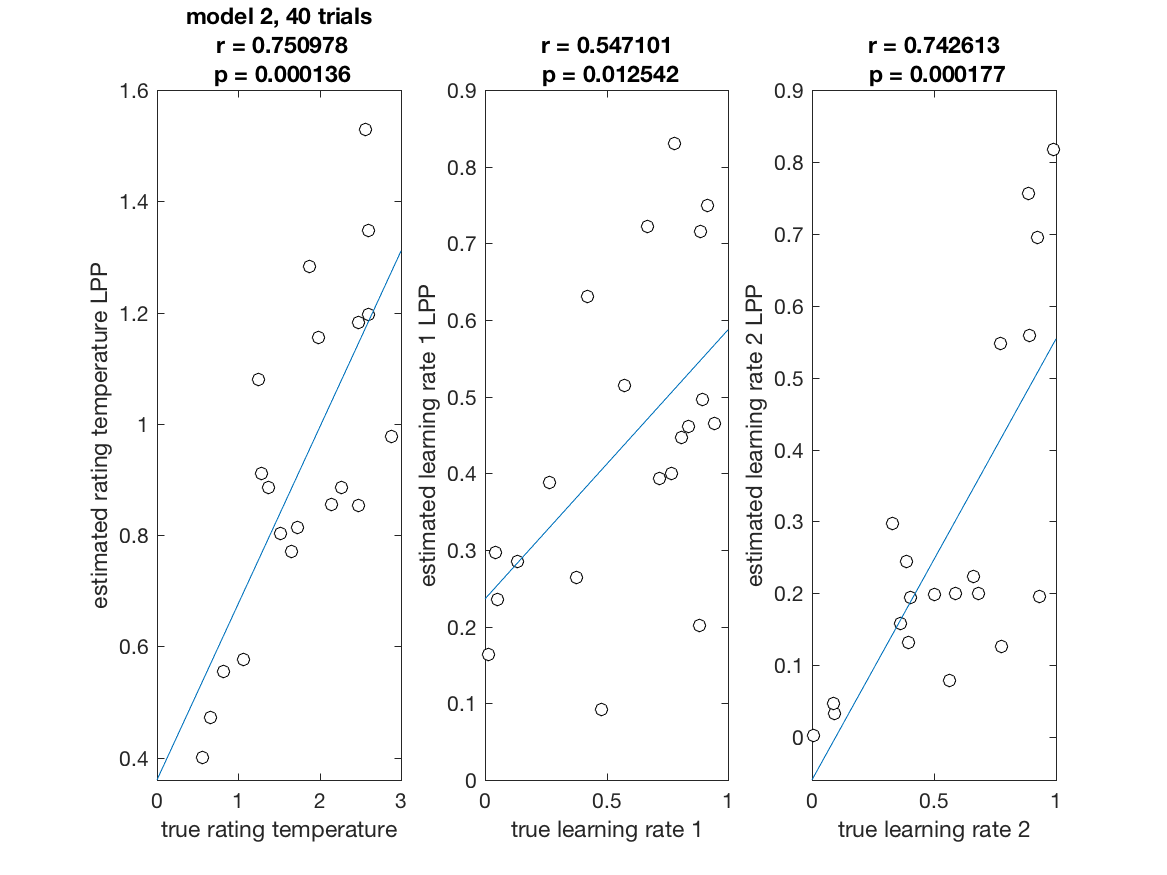 model 2, 40 trials
r = 0.750978
p = 0.000136
r = 0.547101
p = 0.012542
r = 0.742613
p = 0.000177
estimated rating temperature LPP
1.6
1.4
1.2
1
0.8
0.6
0.4
0 1 2 3
true rating temperature
estimated learning rate 1 LPP
0.9
0.8
0.7
0.6
0.5
0.4
0.3
0.2
0.1
0
0 0.5 1
true learning rate 1
estimated learning rate 2 LPP
0.9
0.8
0.7
0.6
0.5
0.4
0.3
0.2
0.1
0
0 0.5 1
true learning rate 2